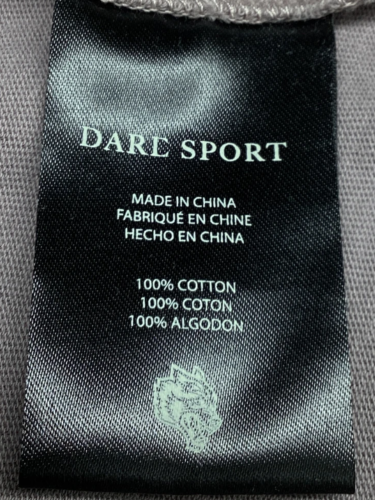 DARE SPORT
MADE IN CHINA
FABRIQUÉ EN CHINE
HECHO EN CHINA
100% COTTON
100% COTON
100% ALGODON